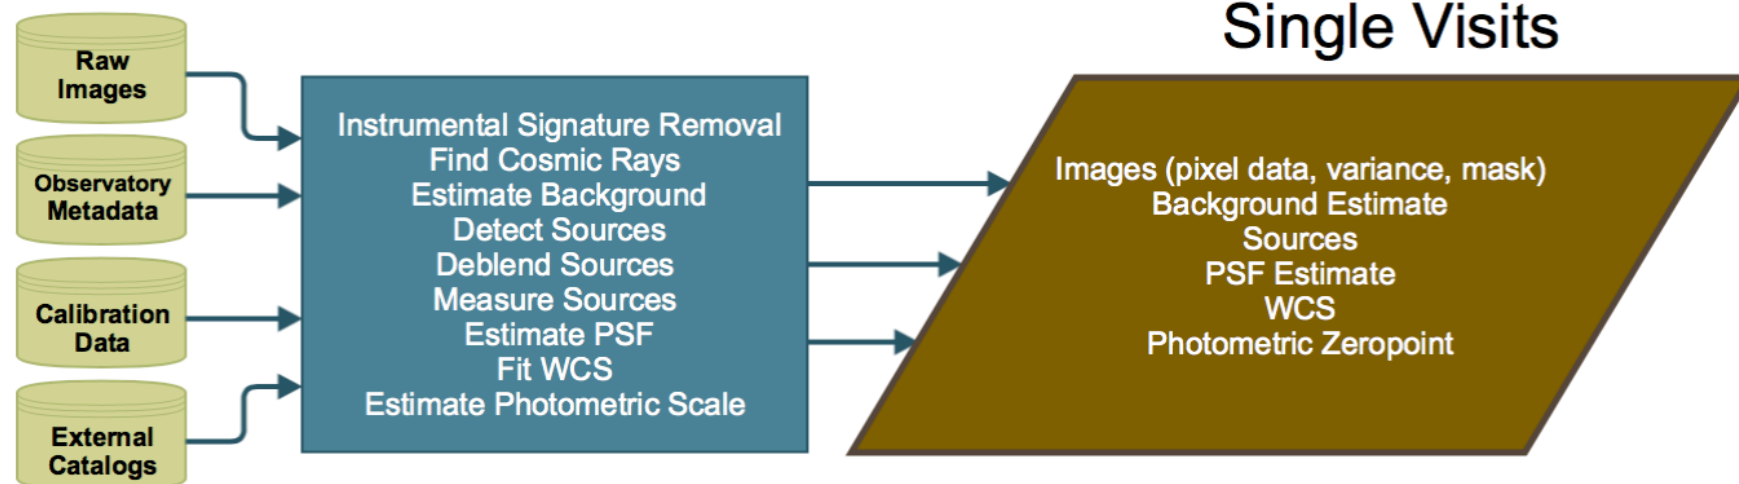 Single Visits
Raw
Images
Observatory
Metadata
Calibration
Data
External
Catalogs
Instrumental Signature Removal
Find Cosmic Rays
Estimate Background
Detect Sources
Deblend Sources
Measure Sources
Estimate PSF
Fit WCS
Estimate Photometric Scale
Images (pixel data, variance, mask)
Background Estimate
Sources
PSF Estimate
WCS
Photometric Zeropoint